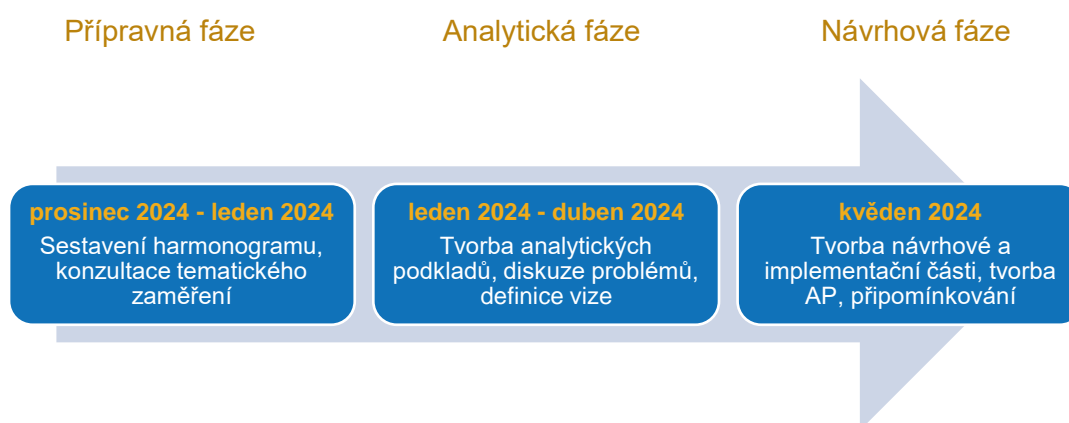 Přípravná fáze
Analytická fáze
Návrhová fáze
prosinec 2024 - leden 2024
Sestavení harmonogramu,
konzultace tematického
zaměření
leden 2024 - duben 2024
Tvorba analytických
podkladů, diskuze problémů,
definice vize
květen 2024
Tvorba návrhové a
implementační části, tvorba
AP, připomínkování